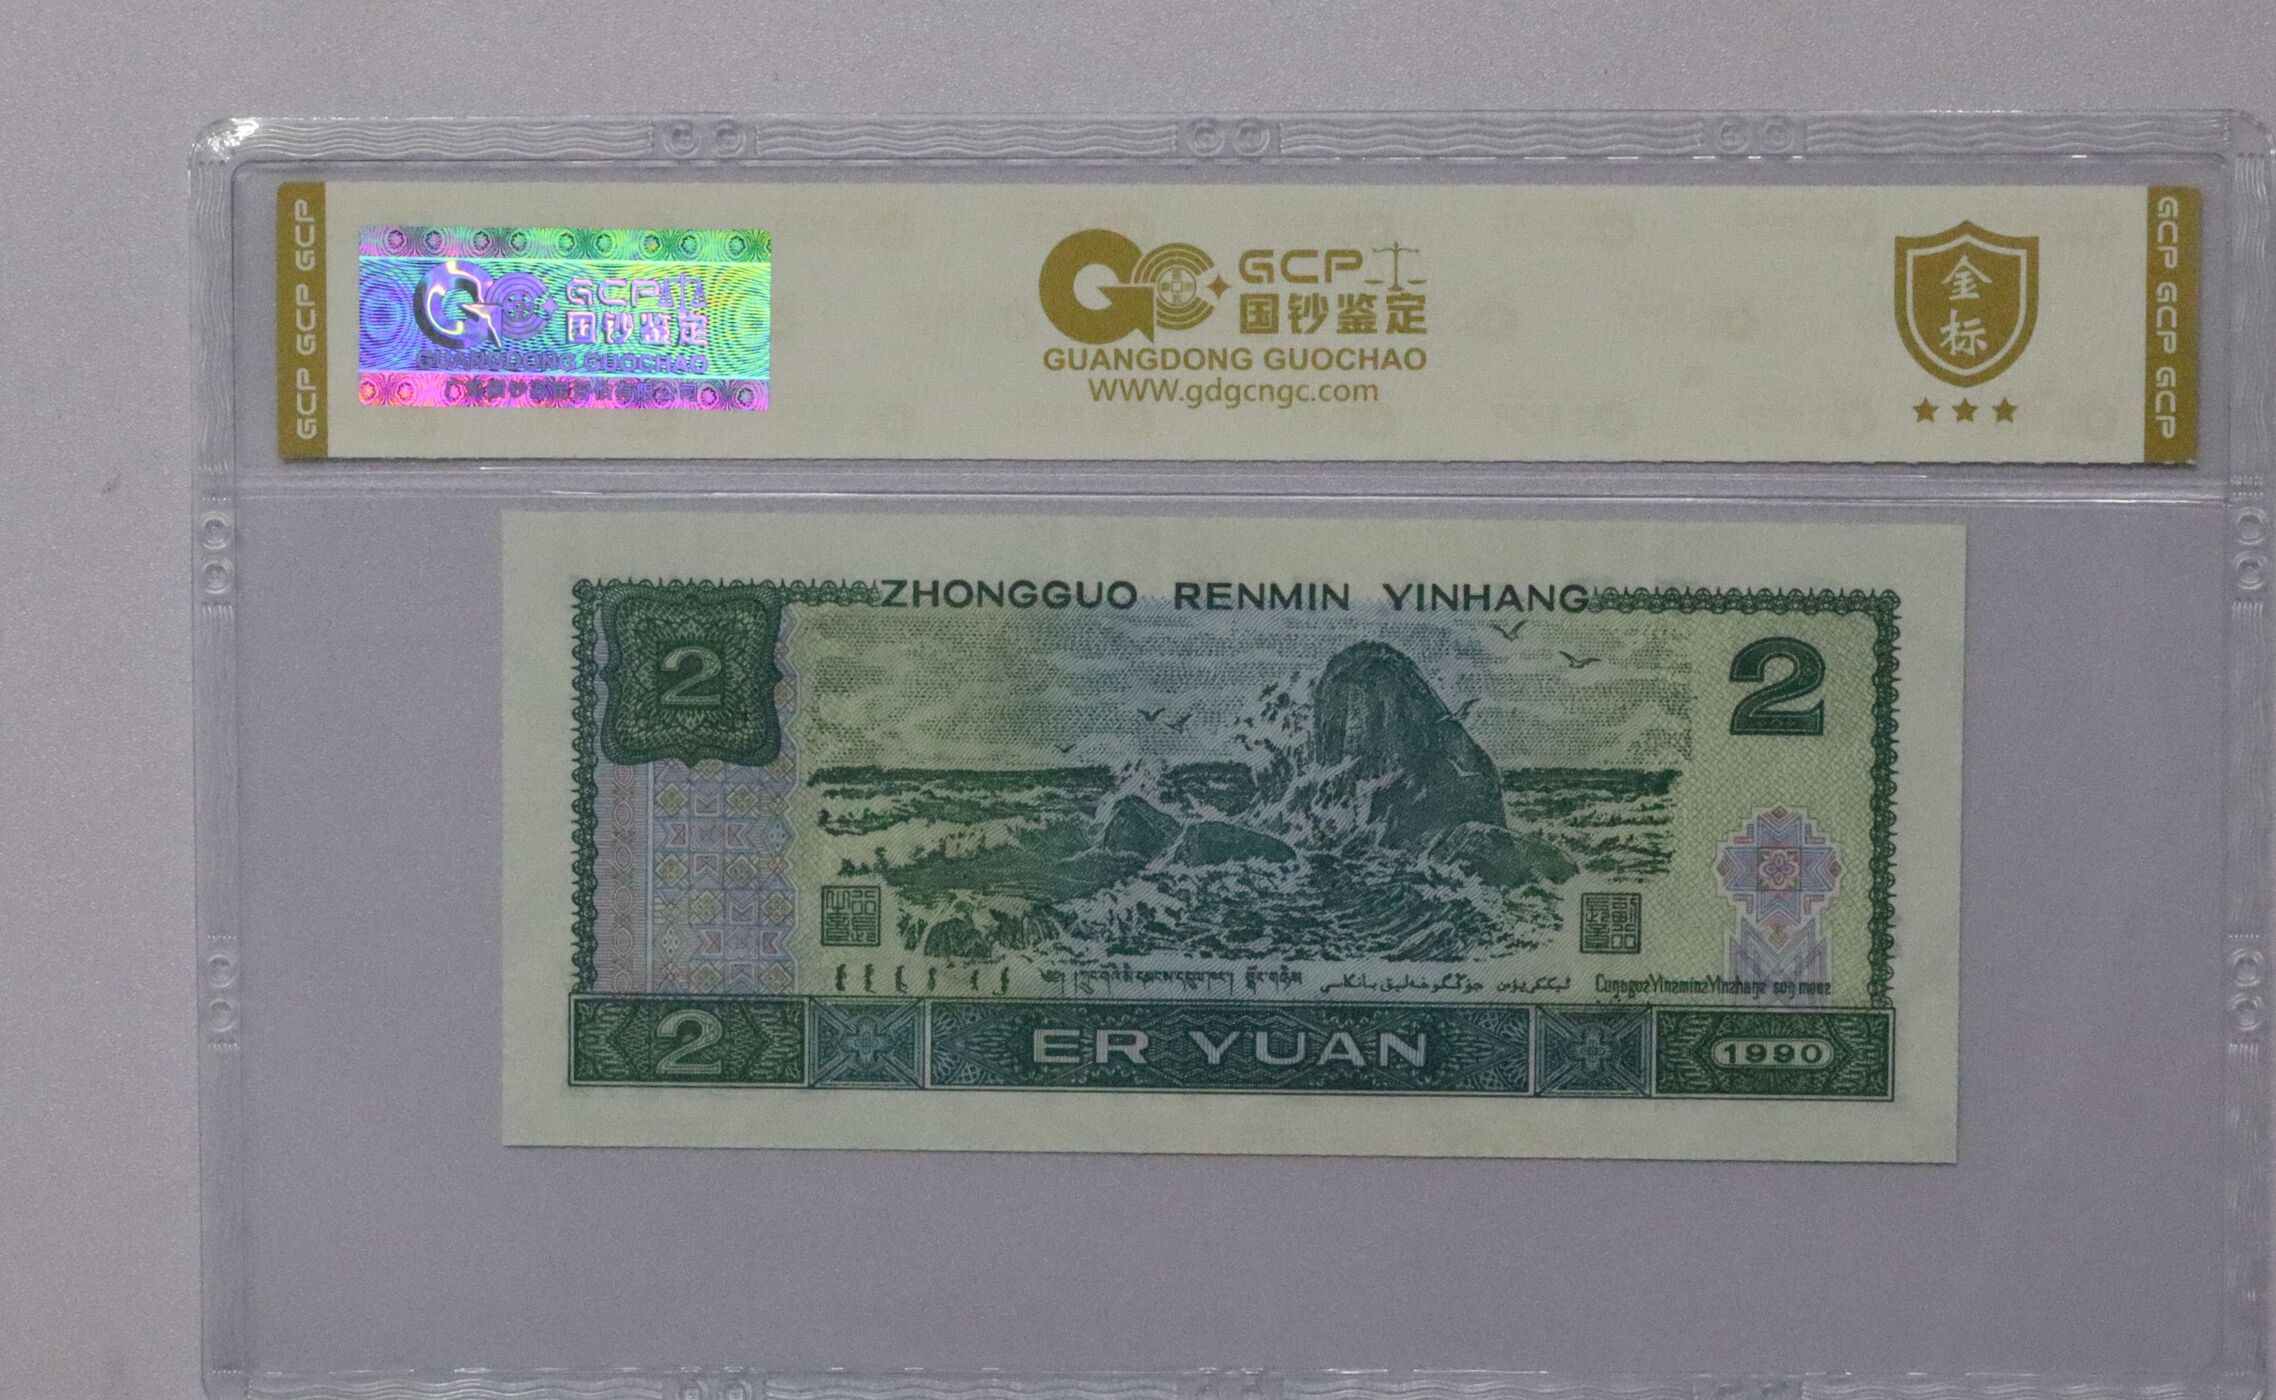 GCP GCP GCP
GCP
国钞鉴定
GUANGDONG GUOCHAO
GCP
国钞鉴定
GUANGDONG GUOCHAO
WWW.gdgcngc.com
金
标
GCP GCP GCP
ZHONGGUO RENMIN YINHANG
2
2
2
ER YUAN
1990